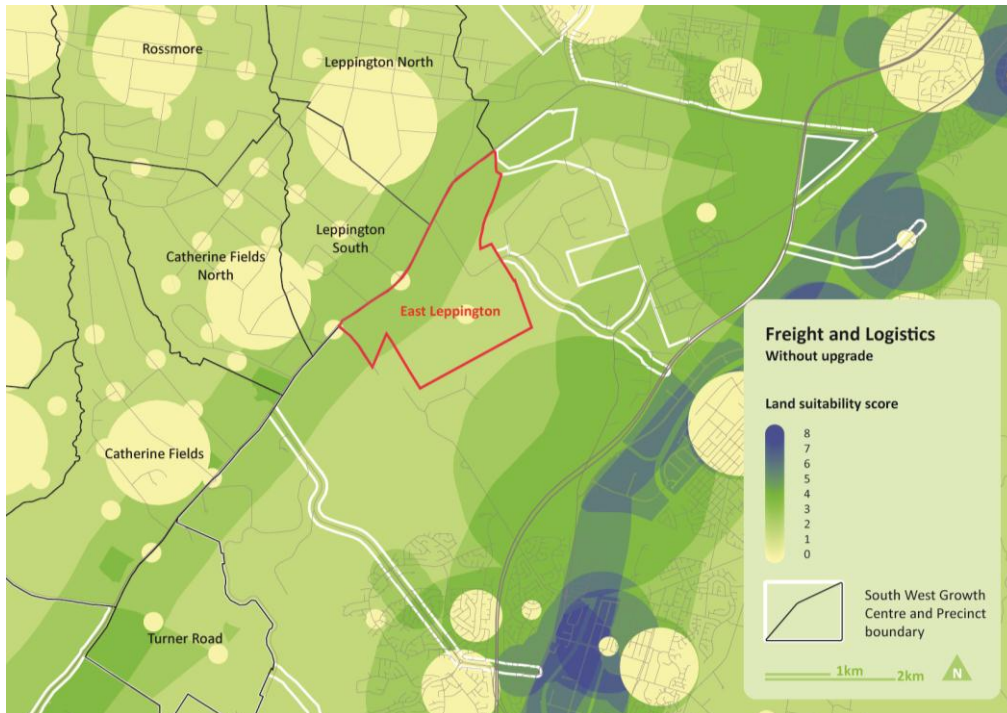 Rossmore
Leppington North
Leppington
South
Catherine Fields
North
East Leppington
Catherine Fields
Turner Road
Freight and Logistics
Without upgrade
Land suitability score
8
7
6
5
4
3
2
1
0
South West Growth
Centre and Precinct
boundary
1km
2km
N